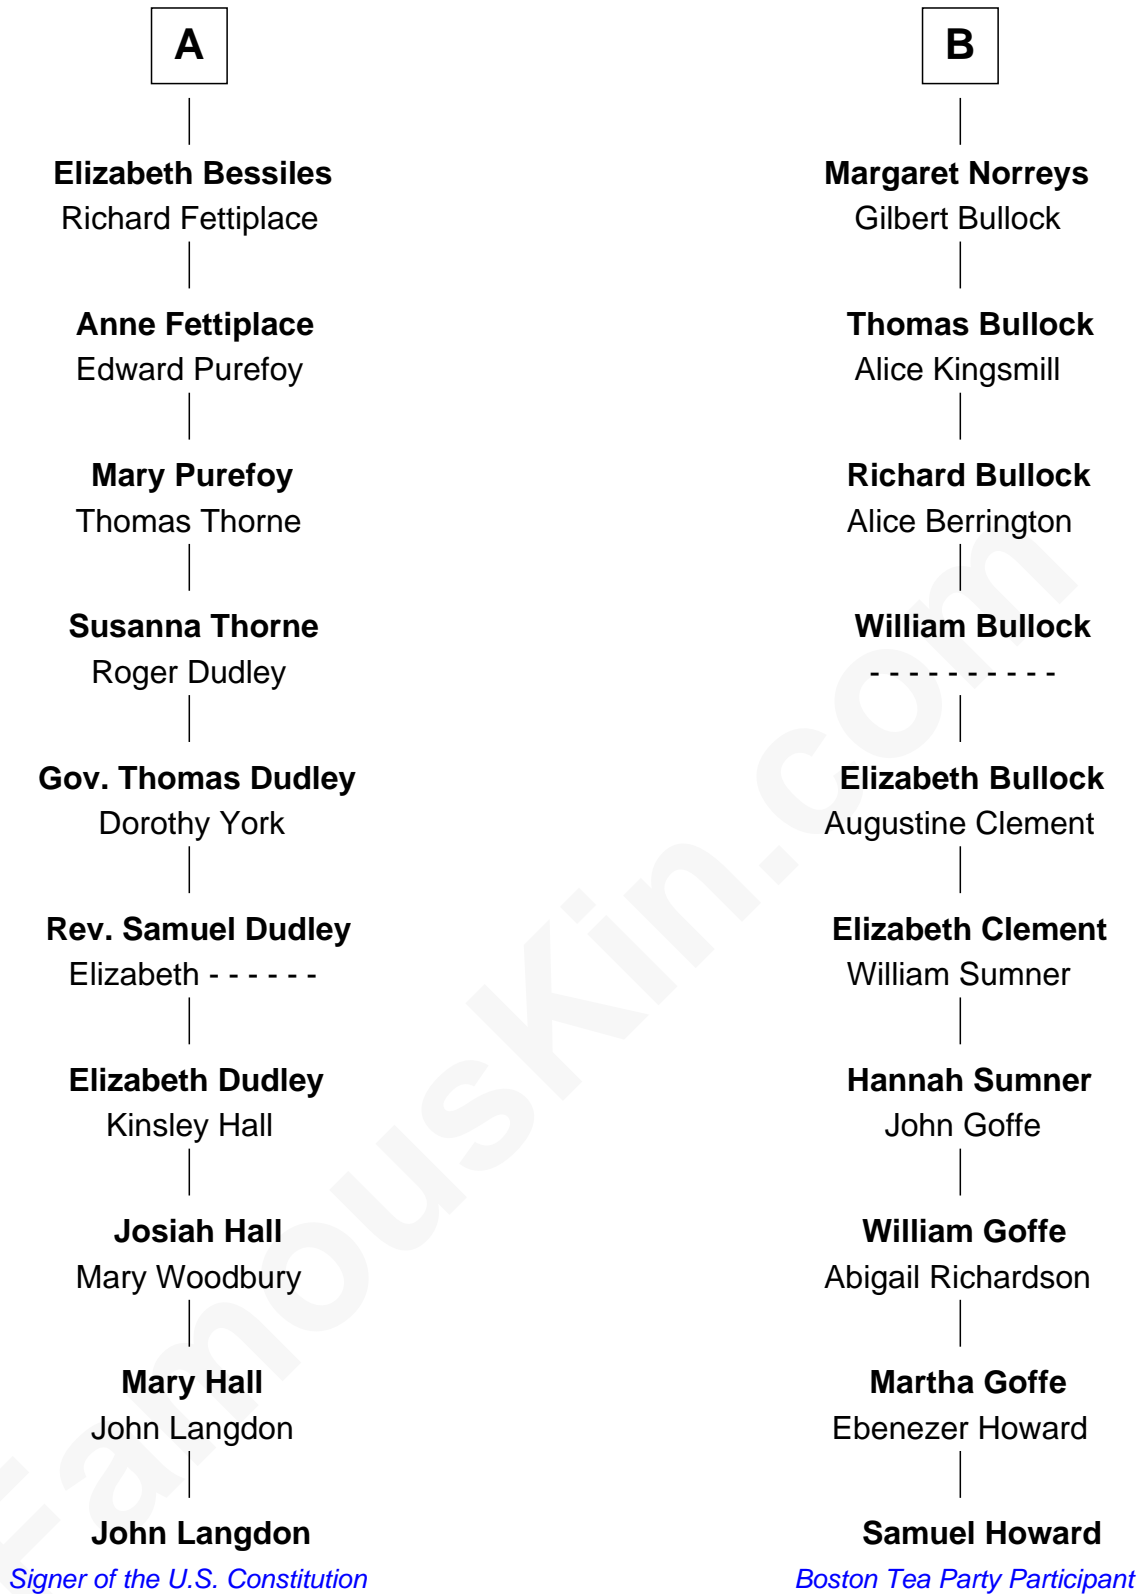 A
Elizabeth Bessiles
Richard Fettiplace
Anne Fettiplace
Edward Purefoy
Mary Purefoy
Thomas Thorne
Susanna Thorne
Roger Dudley
Gov. Thomas Dudley
Dorothy York
Rev. Samuel Dudley
Elizabeth - - - - - -
Elizabeth Dudley
Kinsley Hall
Josiah Hall
Mary Woodbury
Mary Hall
John Langdon
John Langdon
Signer of the U.S. Constitution
B
Margaret Norreys
Gilbert Bullock
Thomas Bullock
Alice Kingsmill
Richard Bullock
Alice Berrington
William Bullock
- - - - - - - - - -
Elizabeth Bullock
Augustine Clement
Elizabeth Clement
William Sumner
Hannah Sumner
John Goffe
William Goffe
Abigail Richardson
Martha Goffe
Ebenezer Howard
Samuel Howard
Boston Tea Party Participant
FamousKin.com